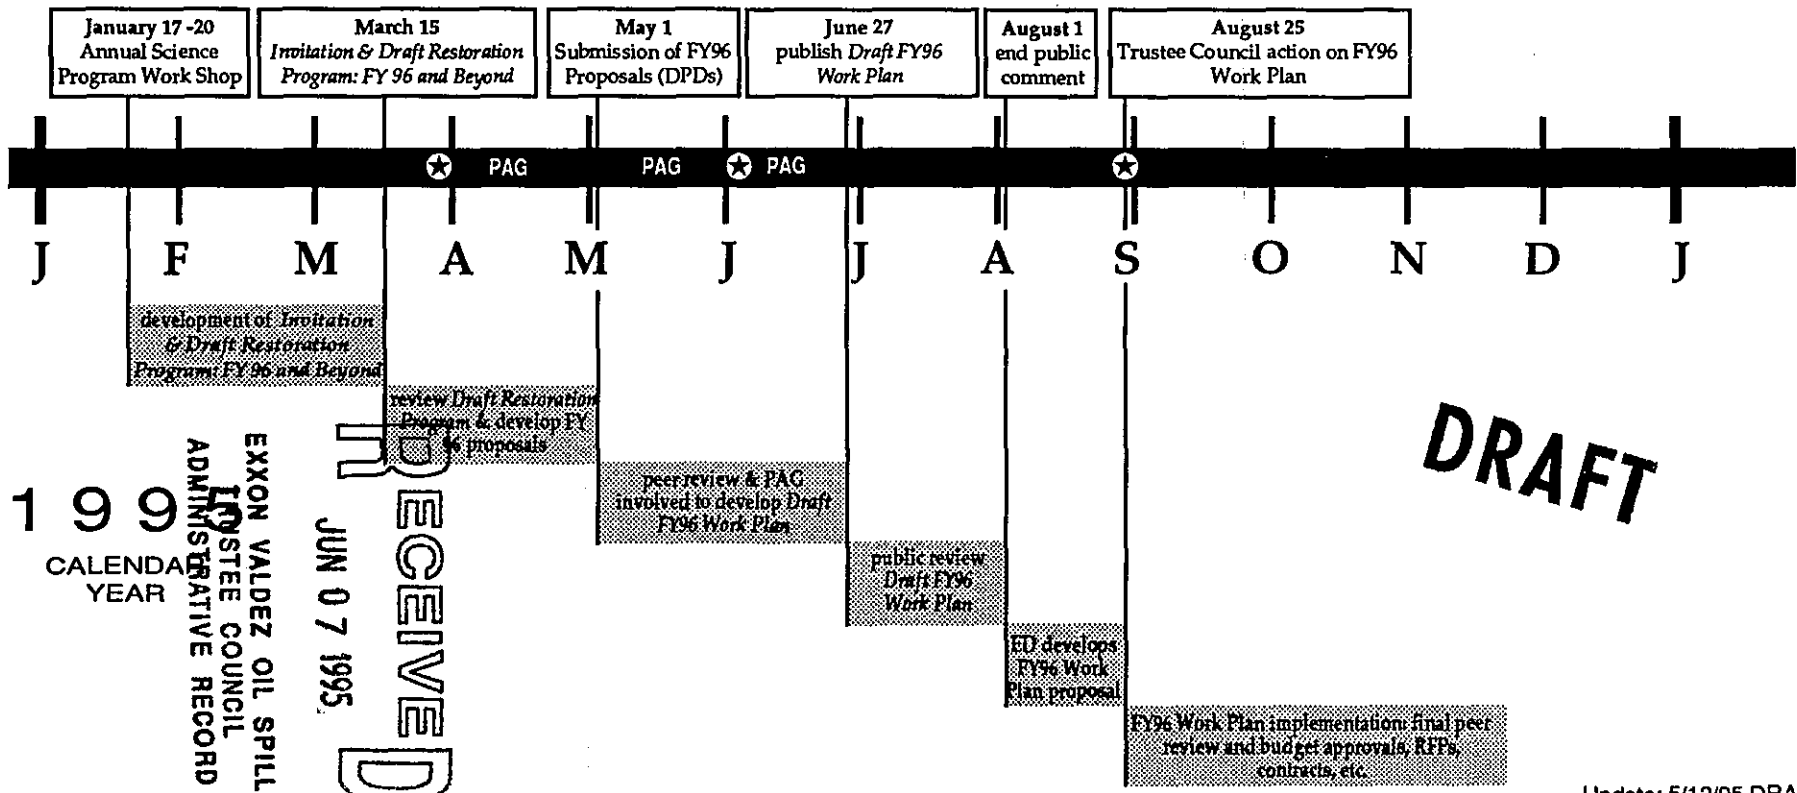 January 17 -20
Annual Science
Program Work Shop
March 15
Invitation & Draft Restoration
Program: FY 96 and Beyond
May 1
Submission of FY96
Proposals (DPDs)
June 27
publish Draft FY96
Work Plan
August 1
end public
comment
August 25
Trustee Council action on FY96
Work Plan
PAG PAG PAG
J F M A M J J A S O N D J
development of Invitation
& Draft Restoration
Program: FY 96 and Beyond
review Draft Restoration
Program & develop FY
96 proposals
peer review & PAG
involved to develop Draft
FY96 Work Plan
public review
Draft FY96
Work Plan
ED develops
FY96 Work
Plan proposal
FY96 Work Plan implementation: final peer
review and budget approvals, RFPs,
contracts, etc.
1995
CALENDAR
YEAR
EXXON VALDEZ OIL SPILL
TRUSTEE COUNCIL
ADMINISTRATIVE RECORD
JUN 07 1995
RECEIVED
DRAFT
Update: 5/12/95 DRA